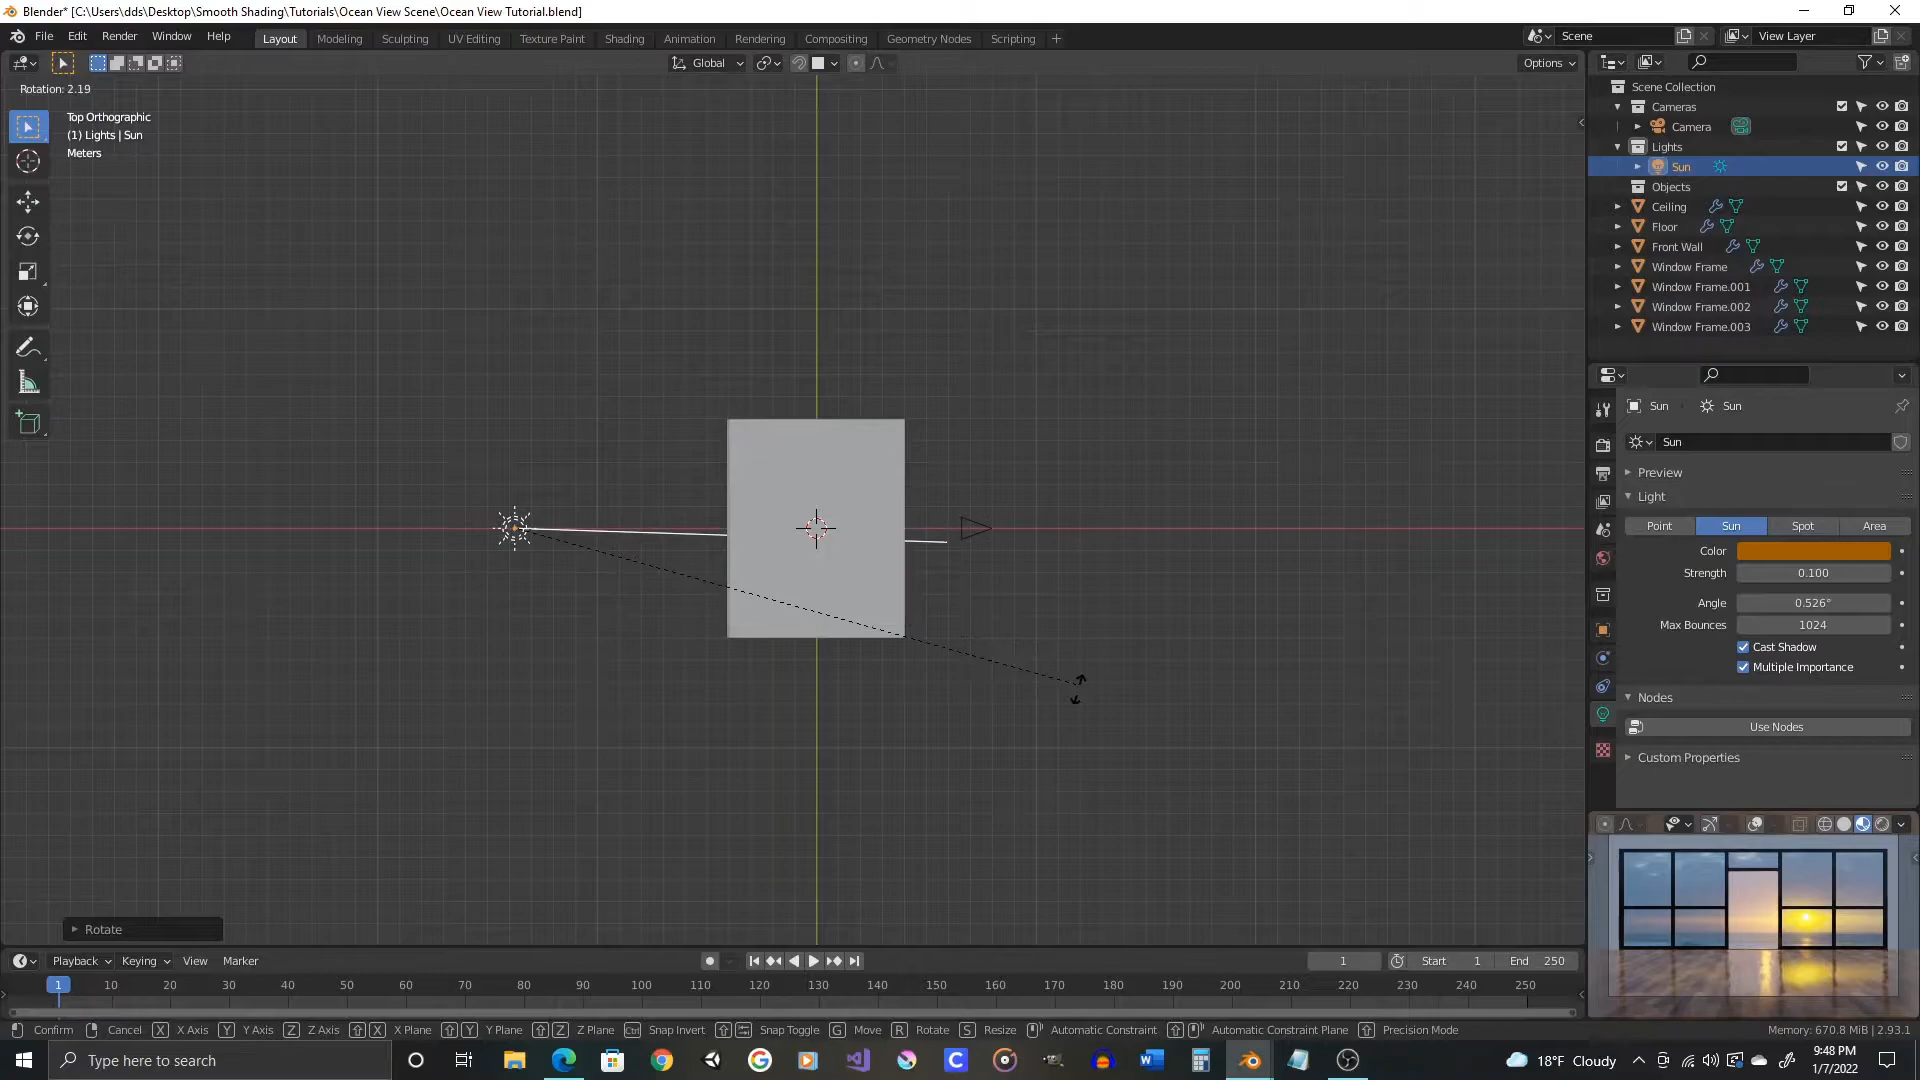 Blender* [C:\Users\dds\Desktop\Smooth Shading\Tutorials\Ocean View Scene\Ocean View Tutorial.blend]
File Edit Render Window Help Layout Modeling Sculpting UV Editing Texture Paint Shading Animation Rendering Compositing Geometry Nodes Scripting + Scene View Layer
Global Options
Rotation: 2.19
Top Orthographic
(1) Lights | Sun
Meters
Scene Collection
Cameras
Camera
Lights
Sun
Objects
Ceiling
Floor
Front Wall
Window Frame
Window Frame.001
Window Frame.002
Window Frame.003
Sun Sun
Sun
Preview
Light
Point Sun Spot Area
Color
Strength 0.100
Angle 0.526°
Max Bounces 1024
Cast Shadow
Multiple Importance
Nodes
Use Nodes
Custom Properties
Rotate
Playback Keying View Marker 1 Start 1 End 250
1 10 20 30 40 50 60 70 80 90 100 110 120 130 140 150 160 170 180 190 200 210 220 230 240 250
Confirm Cancel X X Axis Y Y Axis Z Z Axis X X Plane Y Y Plane Z Z Plane Ctrl Snap Invert Snap Toggle G Move R Rotate S Resize Automatic Constraint Automatic Constraint Plane Precision Mode Memory: 670.8 MiB | 2.93.1
Type here to search 18°F Cloudy 9:48 PM
1/7/2022